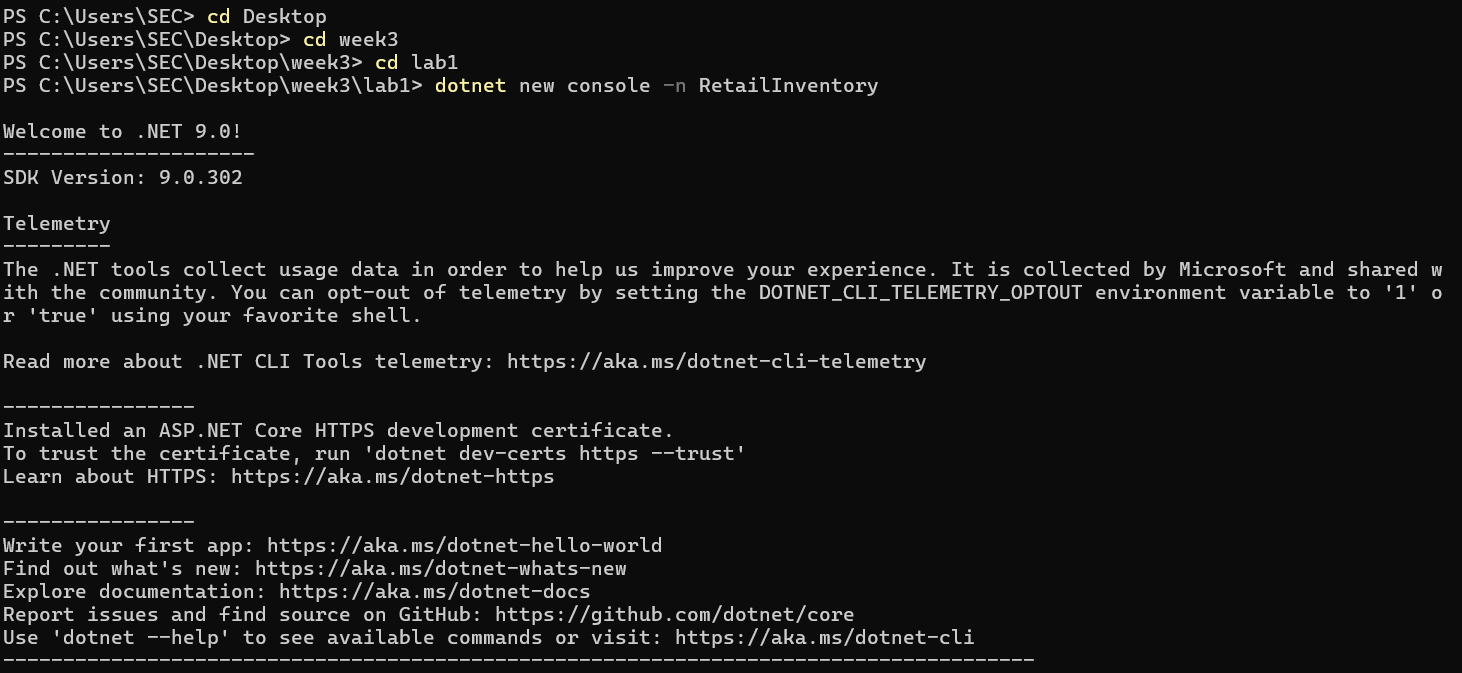 PS C:\Users\SEC> cd Desktop
PS C:\Users\SEC\Desktop> cd week3
PS C:\Users\SEC\Desktop\week3> cd lab1
PS C:\Users\SEC\Desktop\week3\lab1> dotnet new console -n RetailInventory

Welcome to .NET 9.0!
---------------------
SDK Version: 9.0.302

Telemetry
---------
The .NET tools collect usage data in order to help us improve your experience. It is collected by Microsoft and shared w
ith the community. You can opt-out of telemetry by setting the DOTNET_CLI_TELEMETRY_OPTOUT environment variable to '1' o
r 'true' using your favorite shell.

Read more about .NET CLI Tools telemetry: https://aka.ms/dotnet-cli-telemetry

----------------
Installed an ASP.NET Core HTTPS development certificate.
To trust the certificate, run 'dotnet dev-certs https --trust'
Learn about HTTPS: https://aka.ms/dotnet-https

----------------
Write your first app: https://aka.ms/dotnet-hello-world
Find out what's new: https://aka.ms/dotnet-whats-new
Explore documentation: https://aka.ms/dotnet-docs
Report issues and find source on GitHub: https://github.com/dotnet/core
Use 'dotnet --help' to see available commands or visit: https://aka.ms/dotnet-cli
--------------------------------------------------------------------------------------